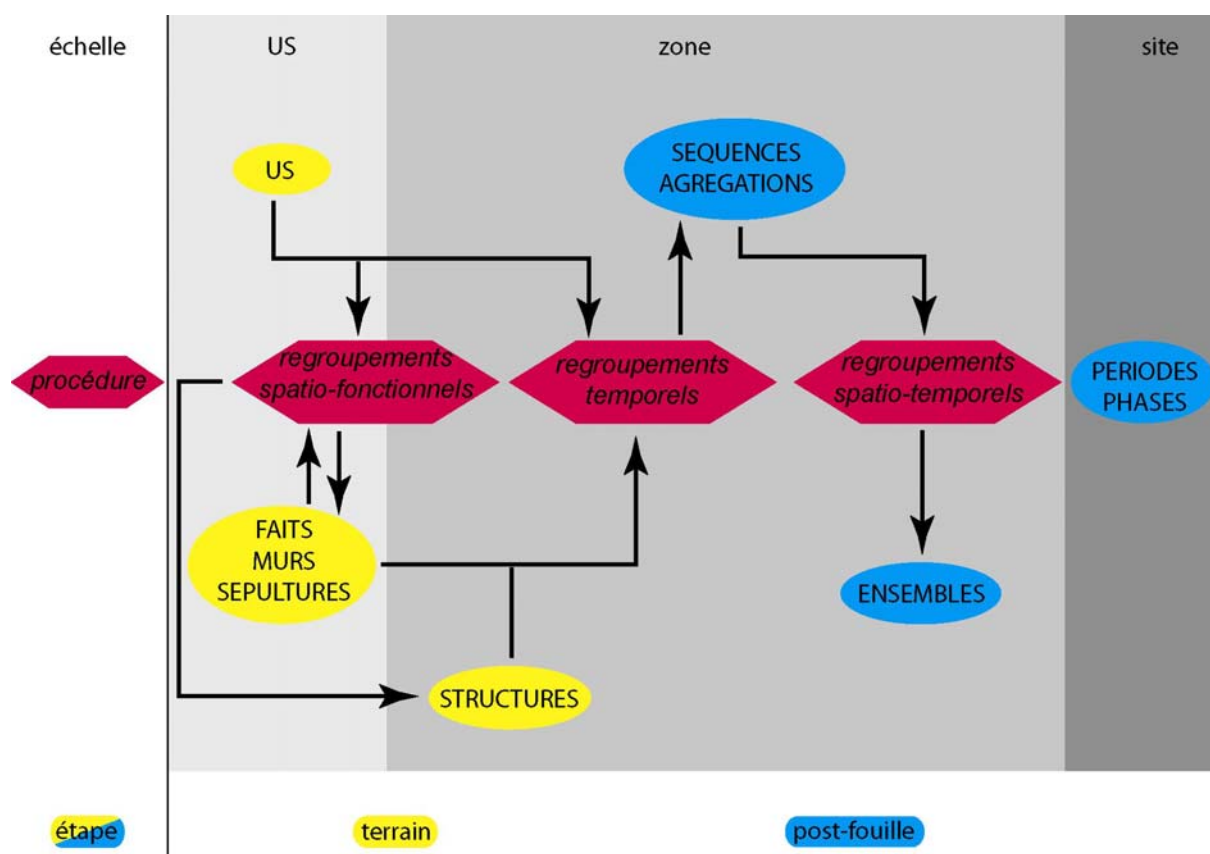 échelle
US
zone
site
US
SEQUENCES
AGREGATIONS
procédure
regroupements
spatio-fonctionnels
regroupements
temporels
regroupements
spatio-temporels
PERIODES
PHASES
FAITS
MURS
SEPULTURES
ENSEMBLES
STRUCTURES
étape
terrain
post-fouille